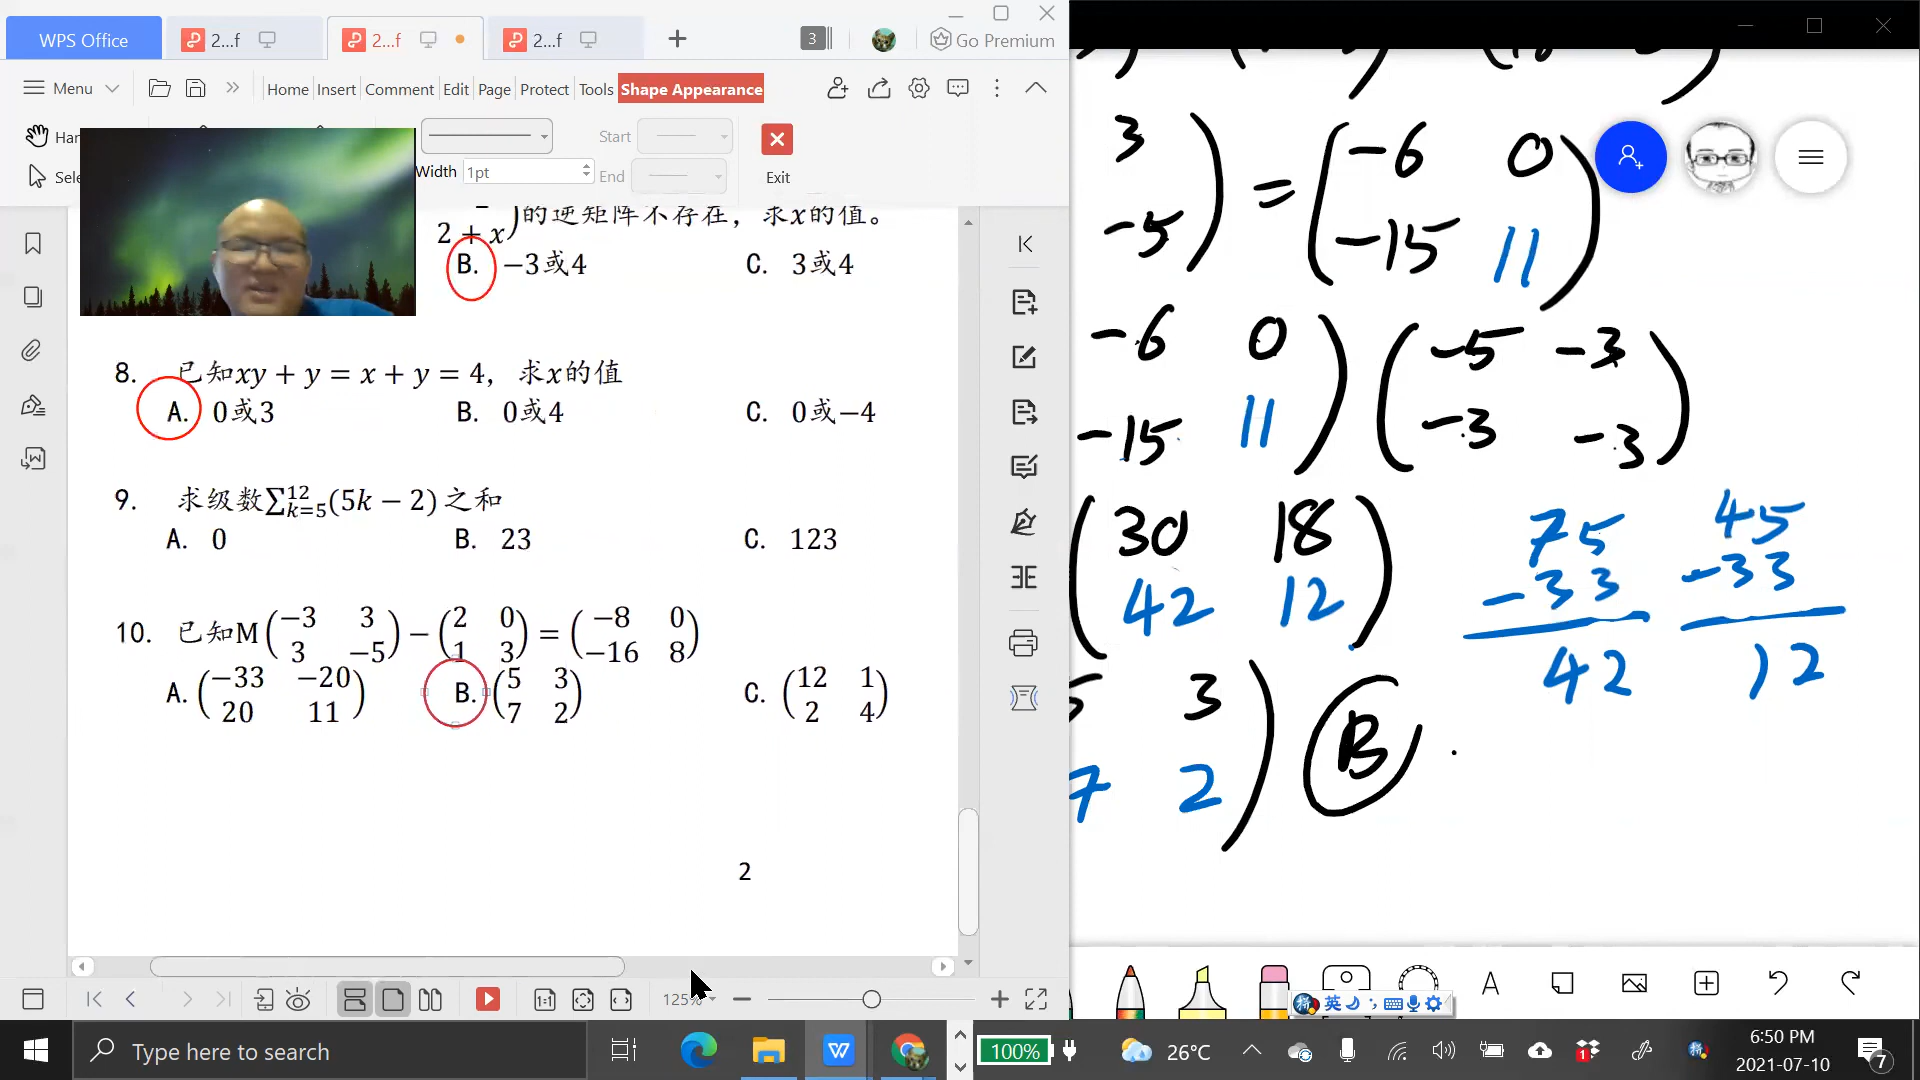 WPS Office
2...f
2...f
2...f
3
Go Premium
Menu
Home
Insert
Comment
Edit
Page
Protect
Tools
Shape Appearance
Start
Width
1pt
End
Exit
2 + x
)的逆矩阵不存在，求x的值。
B. −3或4
C. 3或4
8. 已知xy + y = x + y = 4，求x的值
A. 0或3
B. 0或4
C. 0或−4
9. 求级数∑_{k=5}^{12}(5k − 2)之和
A. 0
B. 23
C. 123
10. 已知M(−3 3
3 −5) − (2 0
1 3) = (−8 0
−16 8)
A. (−33 −20
20 11)
B. (5 3
7 2)
C. (12 1
2 4)
2
125%
3
-5) = (-6 0
-15 11)
-6 0
-15 11) (-5 -3
-3 -3)
(30 18
42 12)
75
-33
42
45
-33
12
3
7 2)
B
A
英
Type here to search
100%
26°C
6:50 PM
2021-07-10
7